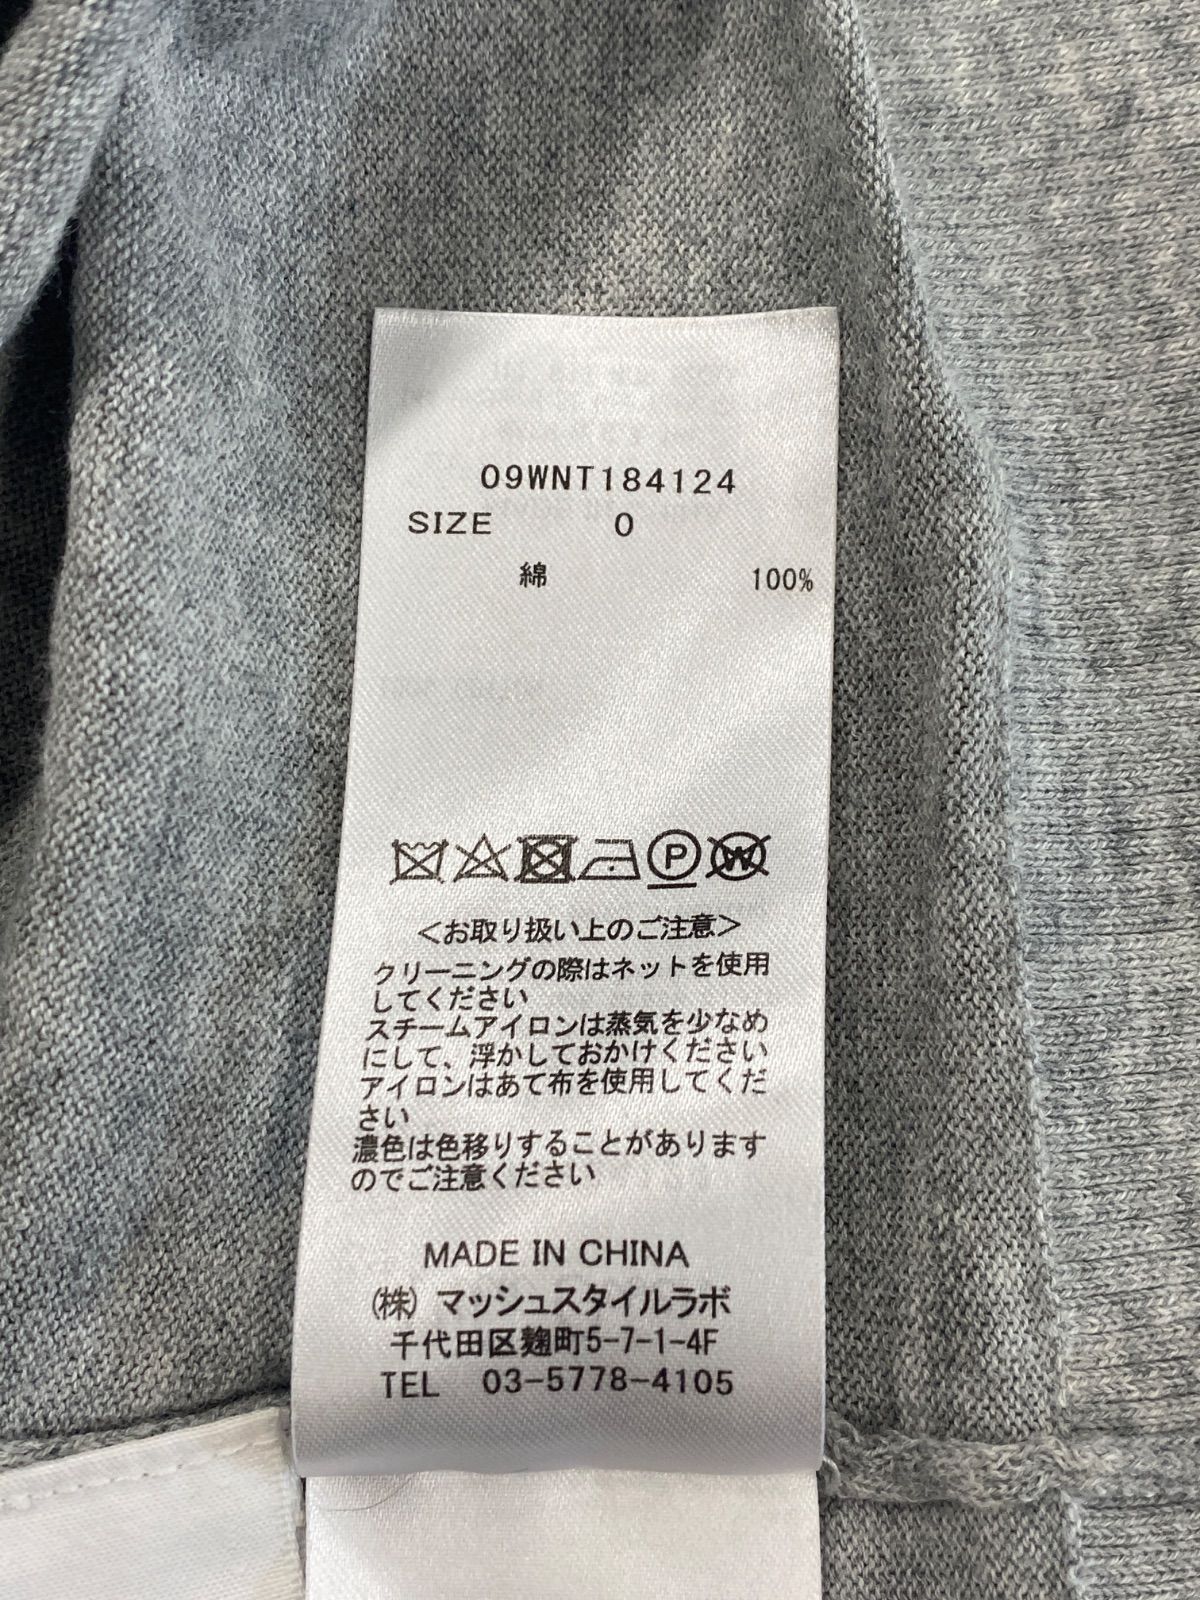 09WNT184124
SIZE 0
綿 100%
P W
<お取り扱い上のご注意>
クリーニングの際はネットを使用
してください
スチームアイロンは蒸気を少なめ
にして、浮かしておかけください
アイロンはあて布を使用してくだ
さい
濃色は色移りすることがあります
のでご注意ください
MADE IN CHINA
(株) マッシュスタイルラボ
千代田区麹町5-7-1-4F
TEL 03-5778-4105